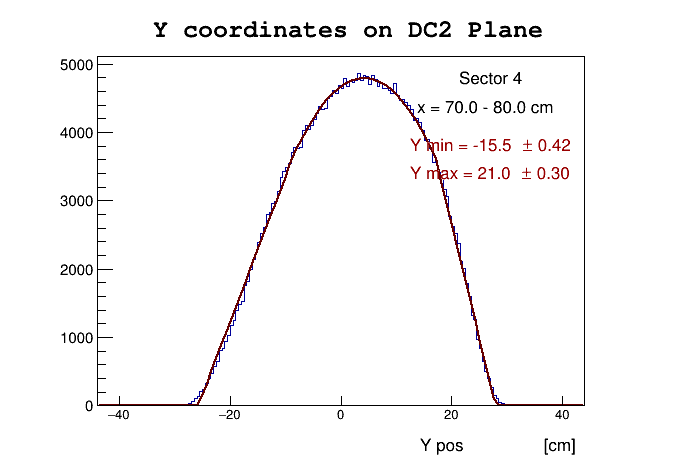 Y coordinates on DC2 Plane
5000
4000
3000
2000
1000
0
Sector 4
x = 70.0 - 80.0 cm
Y min = -15.5 ± 0.42
Y max = 21.0 ± 0.30
−40 −20 0 20 40
Y pos [cm]